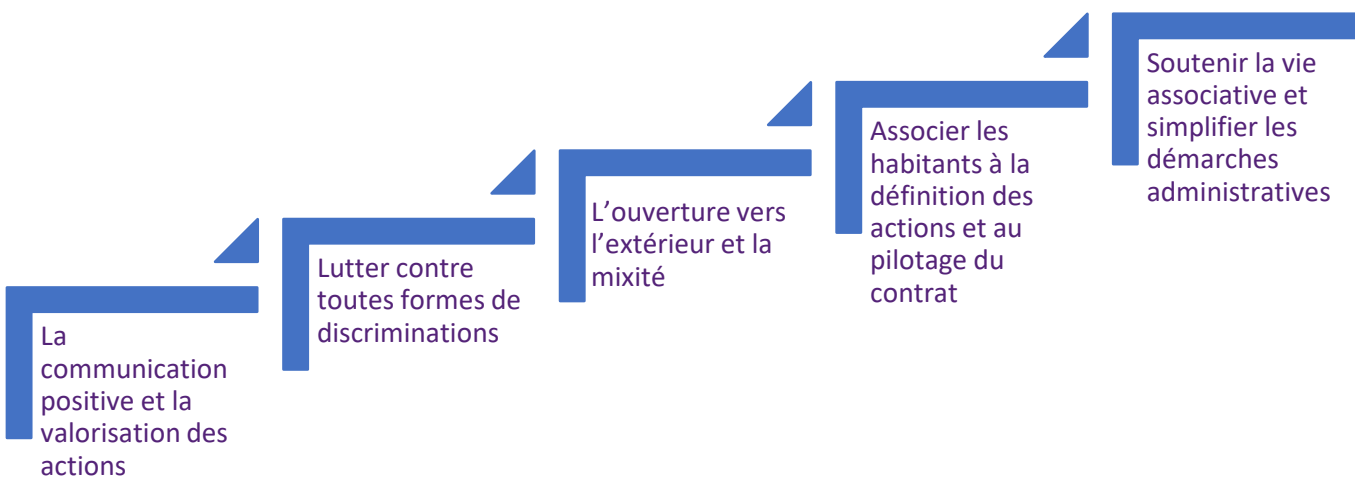 La
communication
positive et la
valorisation des
actions
Lutter contre
toutes formes de
discriminations
L’ouverture vers
l’extérieur et la
mixité
Associer les
habitants à la
définition des
actions et au
pilotage du
contrat
Soutenir la vie
associative et
simplifier les
démarches
administratives